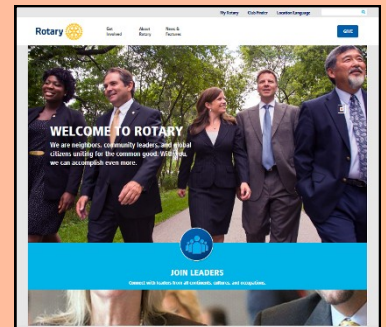 My Rotary Club Finder Location/Language
Rotary
Get Involved
About Rotary
News & Features
GIVE
WELCOME TO ROTARY
We are neighbors, community leaders, and global
citizens uniting for the common good. With you,
we can accomplish even more.
JOIN LEADERS
Connect with leaders from all continents, cultures, and occupations.